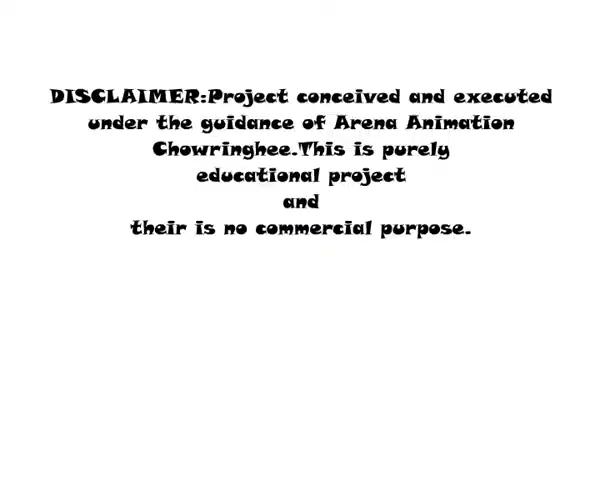 DISCLAIMER:Project conceived and executed
under the guidance of Arena Animation
Chowringhee.This is purely
educational project
and
their is no commercial purpose.